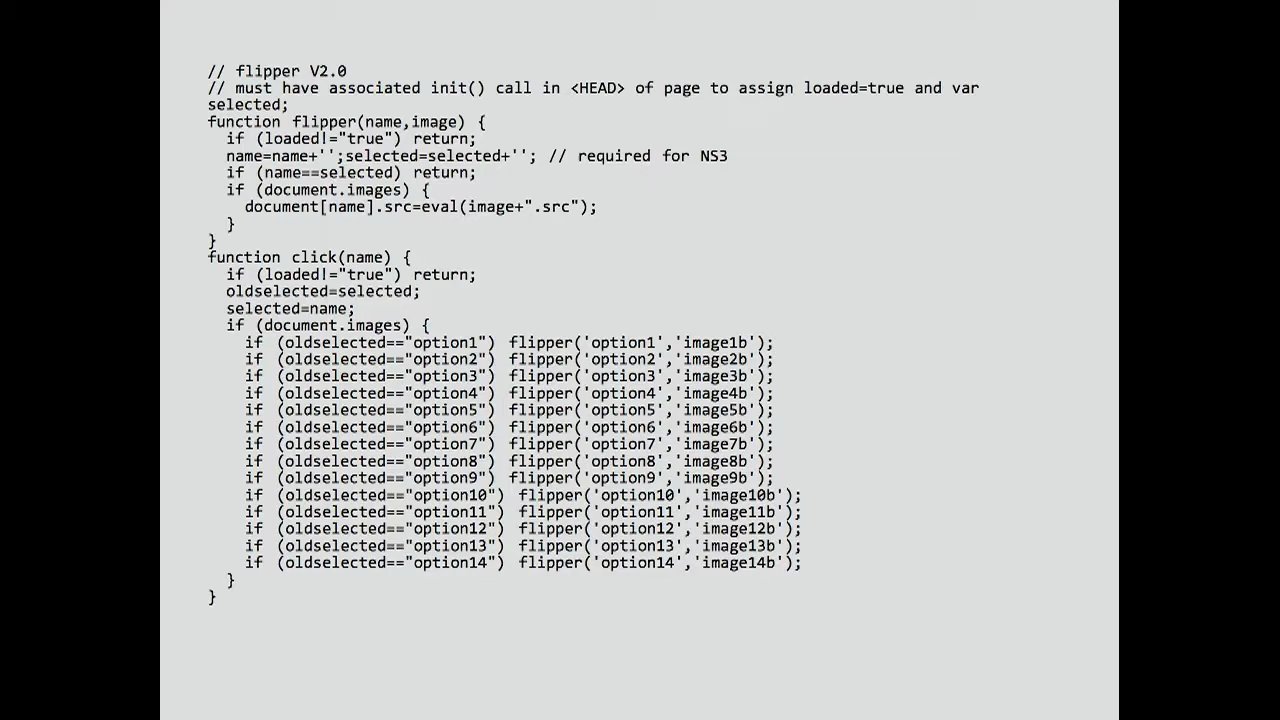 // flipper V2.0
// must have associated init() call in <HEAD> of page to assign loaded=true and var
selected;
function flipper(name,image) {
  if (loaded!="true") return;
  name=name+'';selected=selected+''; // required for NS3
  if (name==selected) return;
  if (document.images) {
    document[name].src=eval(image+".src");
  }
}
function click(name) {
  if (loaded!="true") return;
  oldselected=selected;
  selected=name;
  if (document.images) {
    if (oldselected=="option1") flipper('option1','image1b');
    if (oldselected=="option2") flipper('option2','image2b');
    if (oldselected=="option3") flipper('option3','image3b');
    if (oldselected=="option4") flipper('option4','image4b');
    if (oldselected=="option5") flipper('option5','image5b');
    if (oldselected=="option6") flipper('option6','image6b');
    if (oldselected=="option7") flipper('option7','image7b');
    if (oldselected=="option8") flipper('option8','image8b');
    if (oldselected=="option9") flipper('option9','image9b');
    if (oldselected=="option10") flipper('option10','image10b');
    if (oldselected=="option11") flipper('option11','image11b');
    if (oldselected=="option12") flipper('option12','image12b');
    if (oldselected=="option13") flipper('option13','image13b');
    if (oldselected=="option14") flipper('option14','image14b');
  }
}